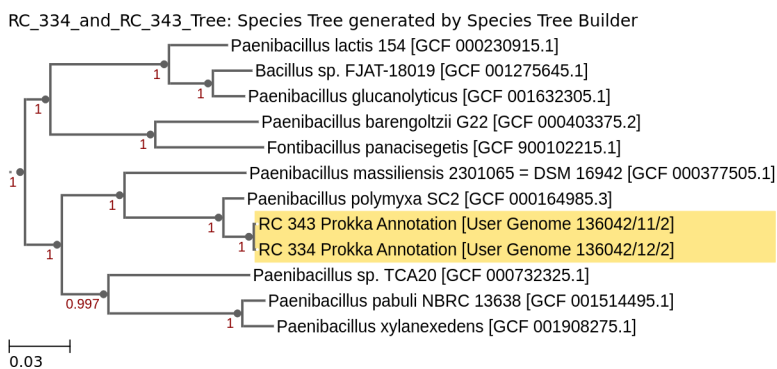 RC_334_and_RC_343_Tree: Species Tree generated by Species Tree Builder
Paenibacillus lactis 154 [GCF 000230915.1]
1
Bacillus sp. FJAT-18019 [GCF 001275645.1]
1
Paenibacillus glucanolyticus [GCF 001632305.1]
1
Paenibacillus barengoltzii G22 [GCF 000403375.2]
1
Fontibacillus panacisegetis [GCF 900102215.1]
Paenibacillus massiliensis 2301065 = DSM 16942 [GCF 000377505.1]
1
Paenibacillus polymyxa SC2 [GCF 000164985.3]
1
RC 343 Prokka Annotation [User Genome 136042/11/2]
1
RC 334 Prokka Annotation [User Genome 136042/12/2]
1
1
Paenibacillus sp. TCA20 [GCF 000732325.1]
0.997
Paenibacillus pabuli NBRC 13638 [GCF 001514495.1]
1
Paenibacillus xylanexedens [GCF 001908275.1]
0.03